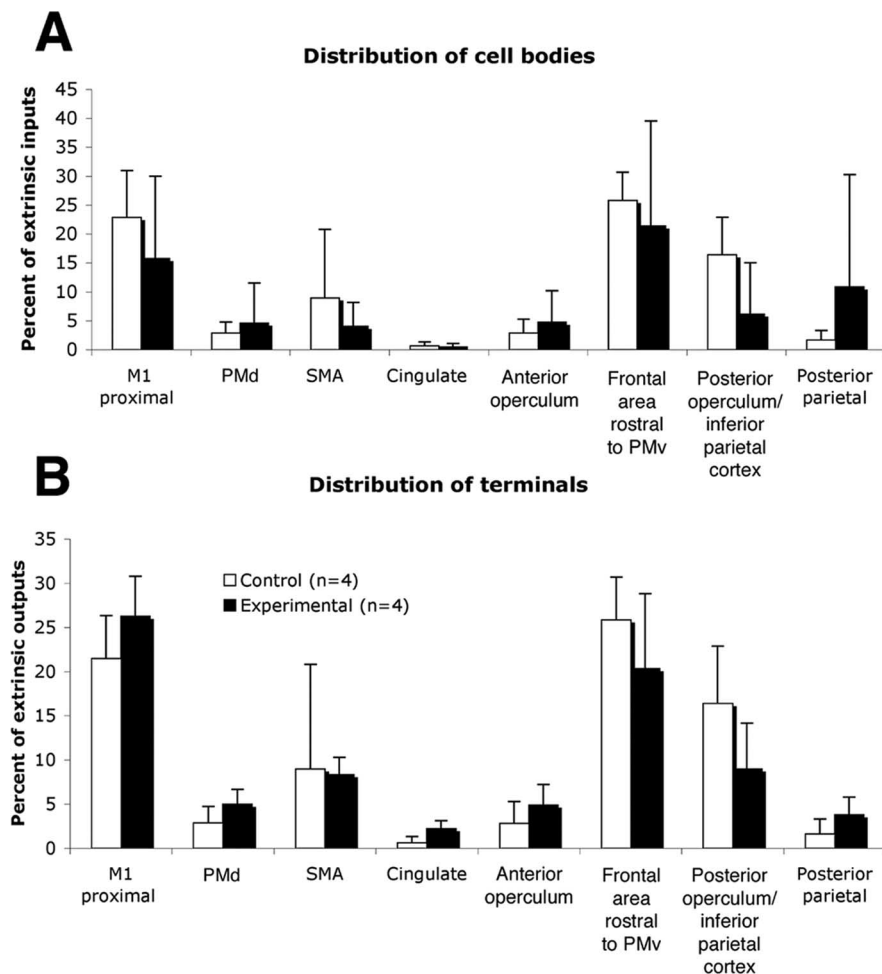 A
Distribution of cell bodies
Percent of extrinsic inputs
45
40
35
30
25
20
15
10
5
0
M1
proximal
PMd
SMA
Cingulate
Anterior
operculum
Frontal
area
rostral
to PMv
Posterior
operculum/
inferior
parietal
cortex
Posterior
parietal
B
Distribution of terminals
Percent of extrinsic outputs
35
30
25
20
15
10
5
0
Control (n=4)
Experimental (n=4)
M1
proximal
PMd
SMA
Cingulate
Anterior
operculum
Frontal
area
rostral
to PMv
Posterior
operculum/
inferior
parietal
cortex
Posterior
parietal